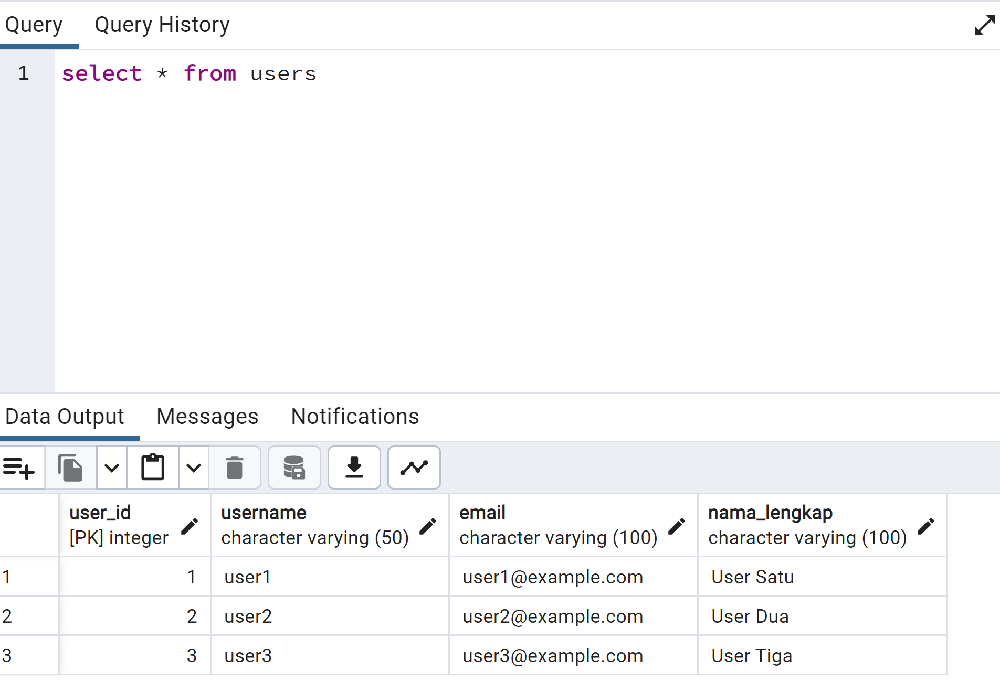 Query Query History
1 select * from users
Data Output Messages Notifications
user_id username email nama_lengkap
[PK] integer character varying (50) character varying (100) character varying (100)
1 1 user1 user1@example.com User Satu
2 2 user2 user2@example.com User Dua
3 3 user3 user3@example.com User Tiga